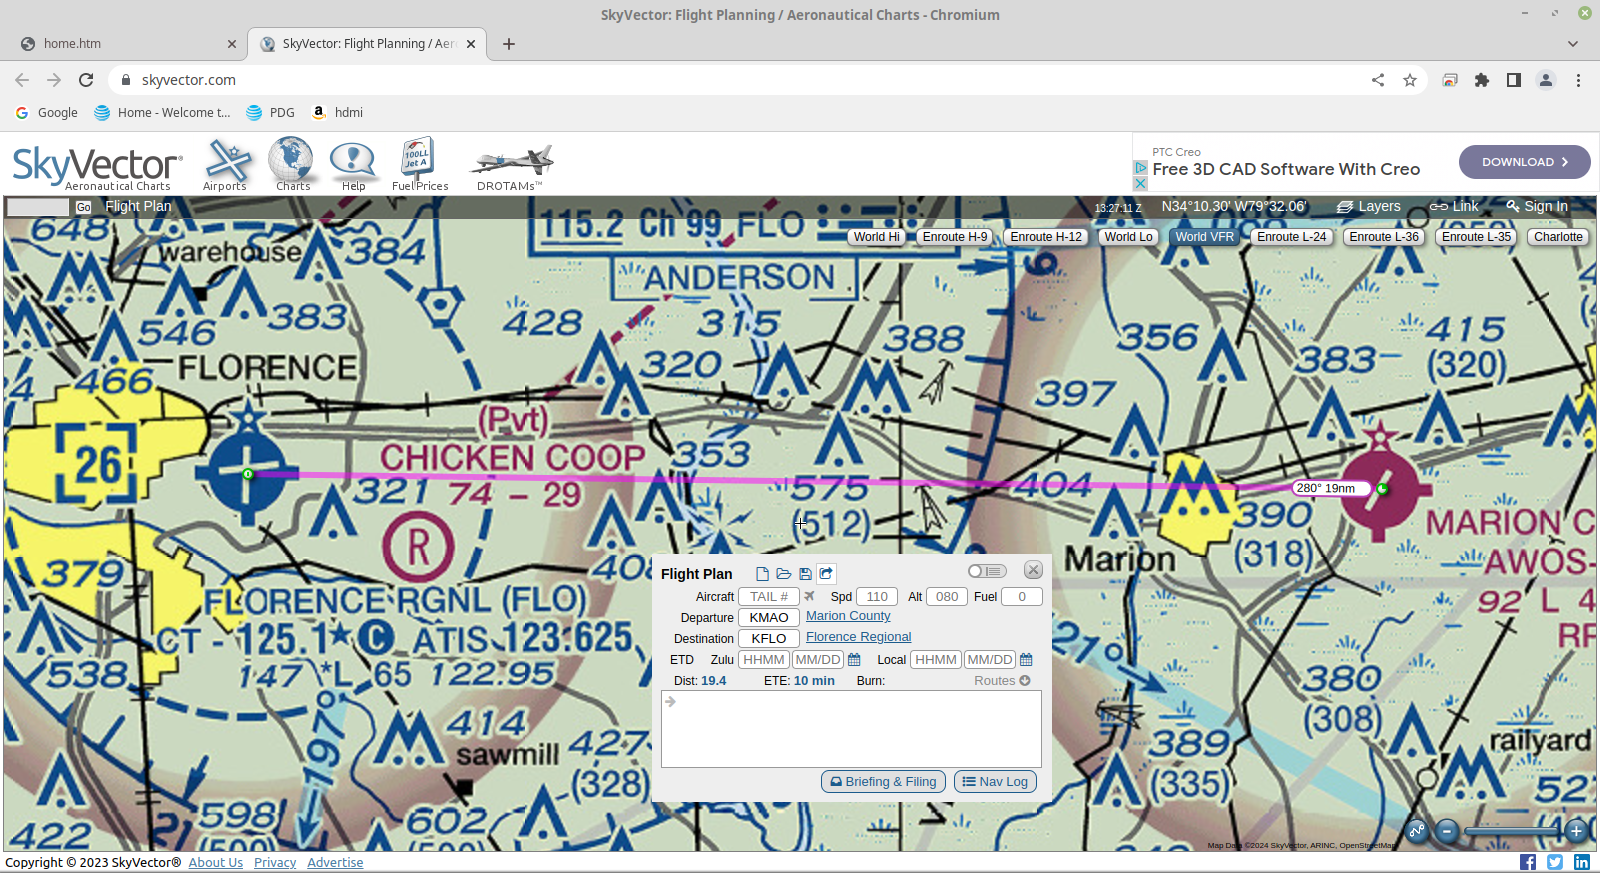 SkyVector: Flight Planning / Aeronautical Charts - Chromium
home.htm
SkyVector: Flight Planning / Aer
skyvector.com
Google
Home - Welcome t...
PDG
hdmi
SkyVector®
Aeronautical Charts
Airports
Charts
Help
100LL
Jet A
Fuel Prices
DROTAMs™
PTC Creo
Free 3D CAD Software With Creo
DOWNLOAD
Go
Flight Plan
13:27:11 Z
N34°10.30' W79°32.06'
Layers
Link
Sign In
World Hi
Enroute H-9
Enroute H-12
World Lo
World VFR
Enroute L-24
Enroute L-36
Enroute L-35
Charlotte
648
warehouse
384
115.2 Ch 99 FLO
ANDERSON
546
383
428
315
388
356
415
(320)
383
FLORENCE
466
320
397
(Pvt)
CHICKEN COOP
74 - 29
26
321
353
575
(512)
404
280° 19nm
390
(318)
MARION C
AWOS-
92 L 4
RF
Marion
R
379
408
FLORENCE RGNL (FLO)
CT - 125.1★ C ATIS 123.625
147 *L 65 122.95
538
197°
414
sawmill
427
(328)
21°
380
(308)
389
(335)
railyard
52
598
602
422
Flight Plan
Aircraft TAIL # Spd 110 Alt 080 Fuel 0
Departure KMAO Marion County
Destination KFLO Florence Regional
ETD Zulu HHMM MM/DD Local HHMM MM/DD
Dist: 19.4 ETE: 10 min Burn: Routes
Briefing & Filing
Nav Log
Map Data ©2024 SkyVector, ARINC, OpenStreetMap
Copyright © 2023 SkyVector® About Us Privacy Advertise